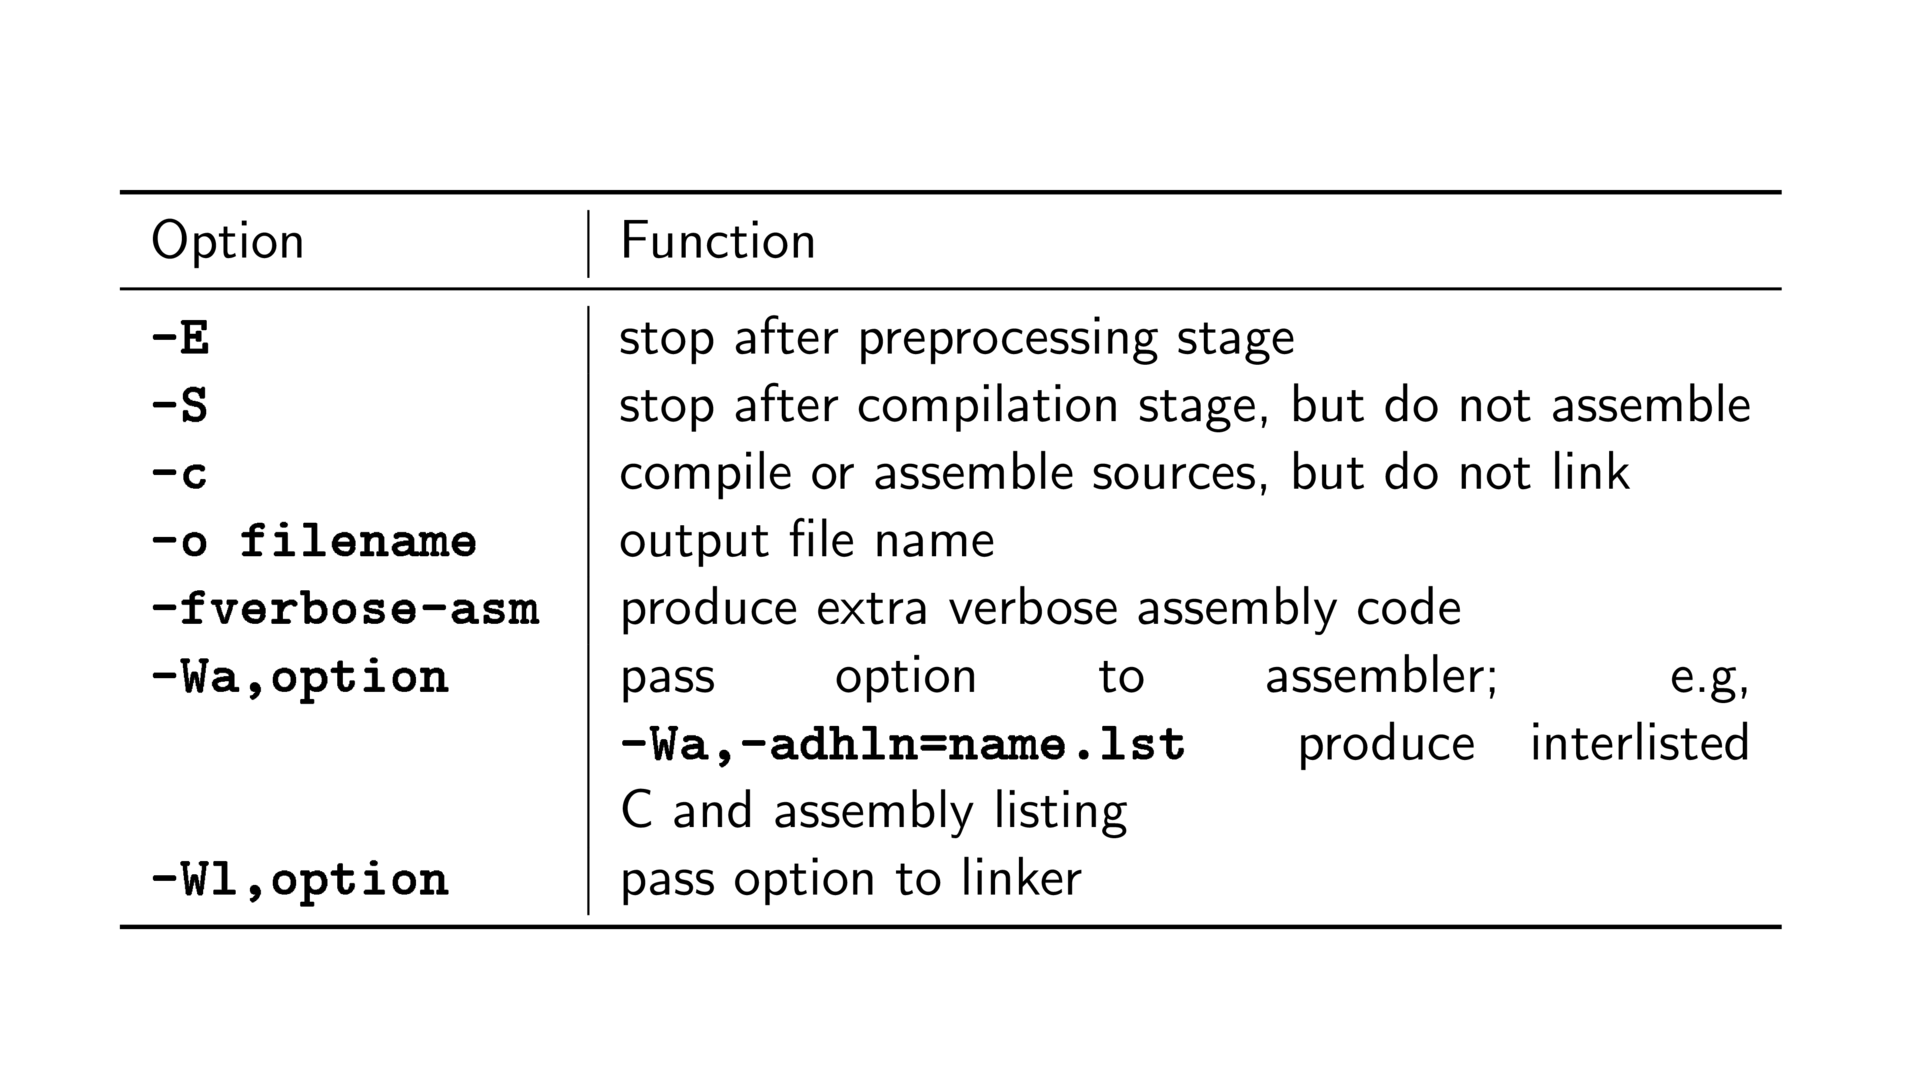 Option Function
-E stop after preprocessing stage
-S stop after compilation stage, but do not assemble
-c compile or assemble sources, but do not link
-o filename output file name
-fverbose-asm produce extra verbose assembly code
-Wa,option pass option to assembler; e.g,
-Wa,-adhln=name.lst produce interlisted
C and assembly listing
-Wl,option pass option to linker